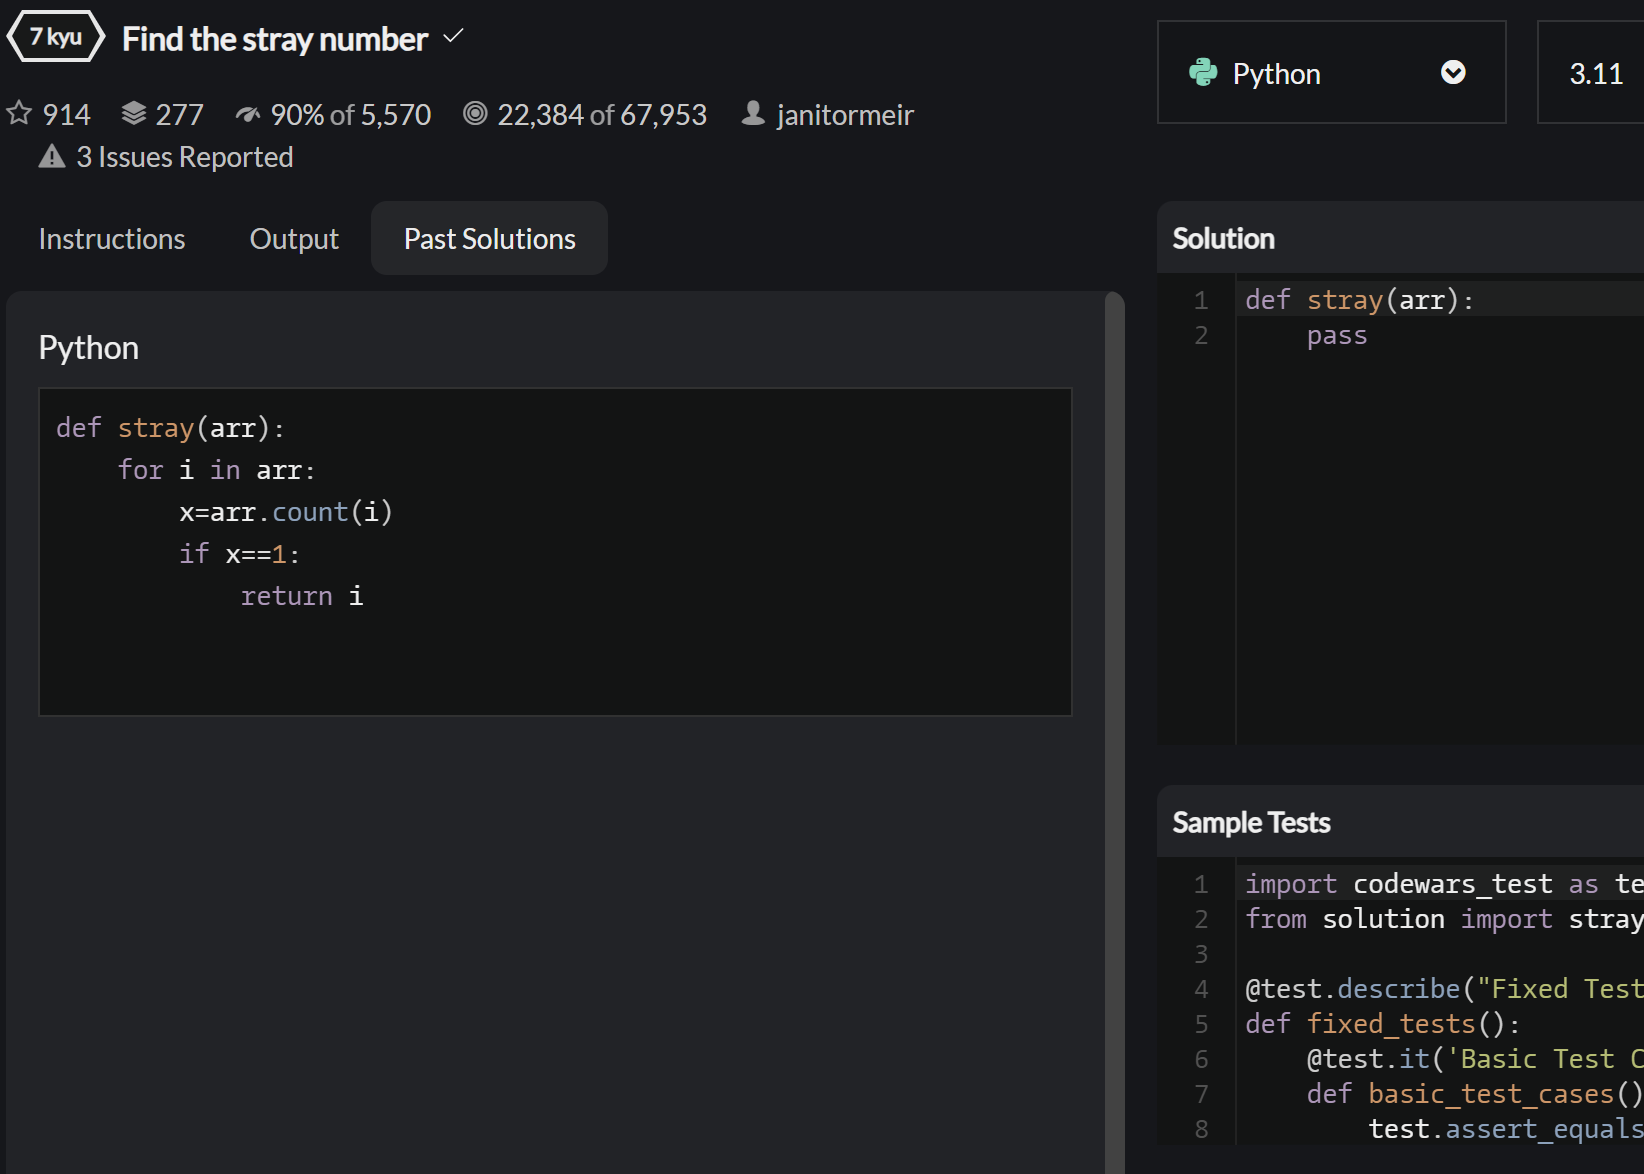 7 kyu
Find the stray number
914 277 90% of 5,570 22,384 of 67,953 janitormeir
3 Issues Reported
Python
3.11
Instructions
Output
Past Solutions
Python
def stray(arr):
    for i in arr:
        x=arr.count(i)
        if x==1:
            return i
Solution
1 def stray(arr):
2     pass
Sample Tests
1 import codewars_test as te
2 from solution import stray
3
4 @test.describe("Fixed Test
5 def fixed_tests():
6     @test.it('Basic Test C
7     def basic_test_cases()
8         test.assert_equals